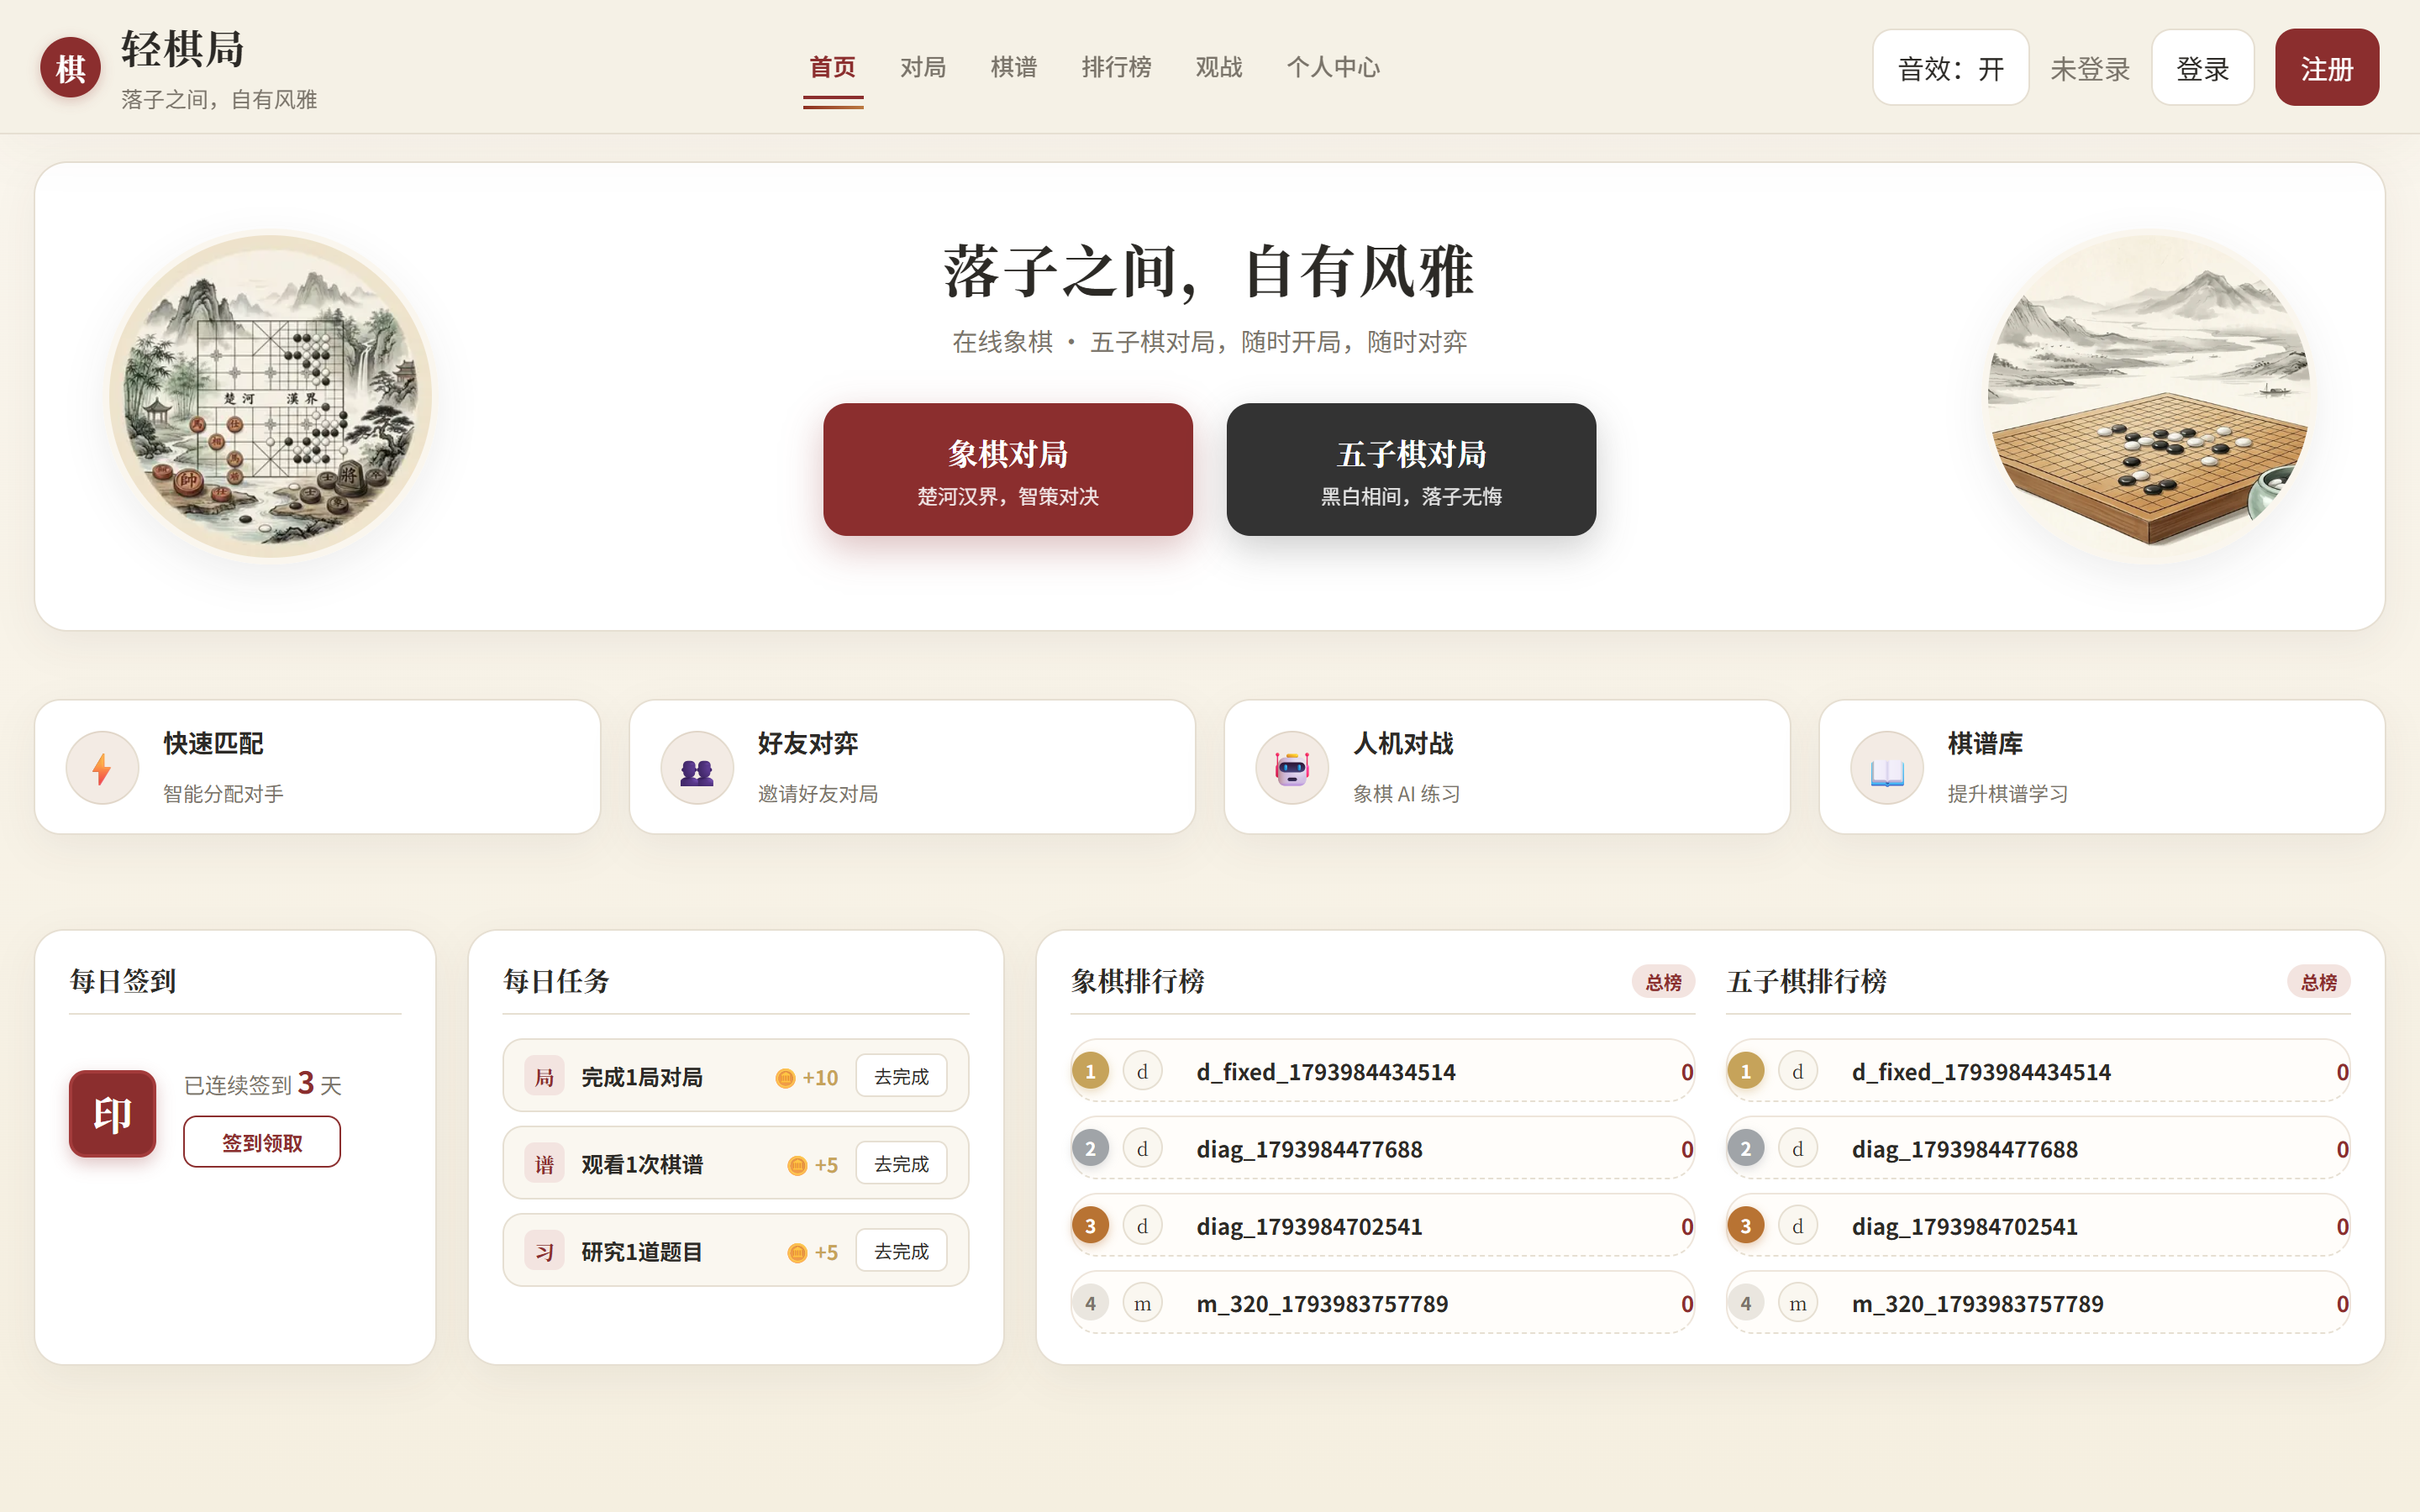 棋
轻棋局
落子之间，自有风雅
首页
对局
棋谱
排行榜
观战
个人中心
音效：开
未登录
登录
注册
楚河 漢界
馬
仕
相
馬
帥
將
落子之间，自有风雅
在线象棋 · 五子棋对局，随时开局，随时对弈
象棋对局
楚河汉界，智策对决
五子棋对局
黑白相间，落子无悔
快速匹配
智能分配对手
好友对弈
邀请好友对局
人机对战
象棋 AI 练习
棋谱库
提升棋谱学习
每日签到
印
已连续签到 3 天
签到领取
每日任务
局 完成1局对局 +10 去完成
谱 观看1次棋谱 +5 去完成
习 研究1道题目 +5 去完成
象棋排行榜 总榜
1 d d_fixed_1793984434514 0
2 d diag_1793984477688 0
3 d diag_1793984702541 0
4 m m_320_1793983757789 0
五子棋排行榜 总榜
1 d d_fixed_1793984434514 0
2 d diag_1793984477688 0
3 d diag_1793984702541 0
4 m m_320_1793983757789 0